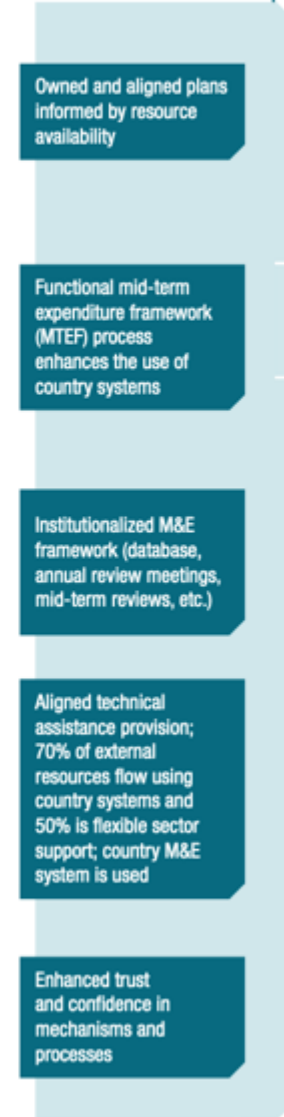 Owned and aligned plans
informed by resource
availability
Functional mid-term
expenditure framework
(MTEF) process
enhances the use of
country systems
Institutionalized M&E
framework (database,
annual review meetings,
mid-term reviews, etc.)
Aligned technical
assistance provision;
70% of external
resources flow using
country systems and
50% is flexible sector
support; country M&E
system is used
Enhanced trust
and confidence in
mechanisms and
processes